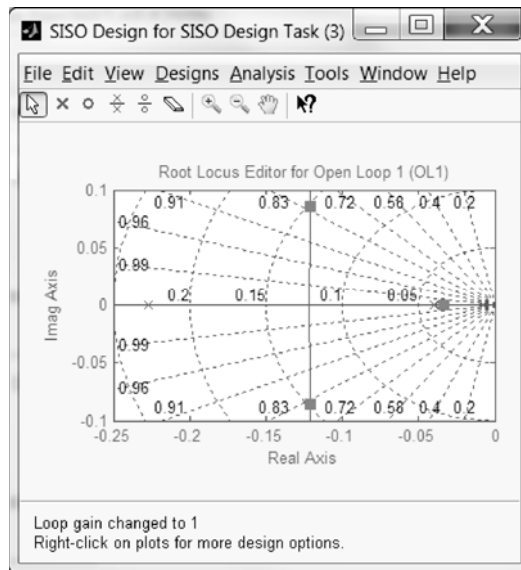 SISO Design for SISO Design Task (3)
File Edit View Designs Analysis Tools Window Help
Root Locus Editor for Open Loop 1 (OL1)
0.1
0.91 0.83 0.72 0.58 0.4 0.2
0.96
0.05
0.99
0.2 0.15 0.1 0.05
0
Imag Axis
0.99
-0.05
0.96
0.91 0.83 0.72 0.58 0.4 0.2
-0.1
-0.25 -0.2 -0.15 -0.1 -0.05 0
Real Axis
Loop gain changed to 1
Right-click on plots for more design options.